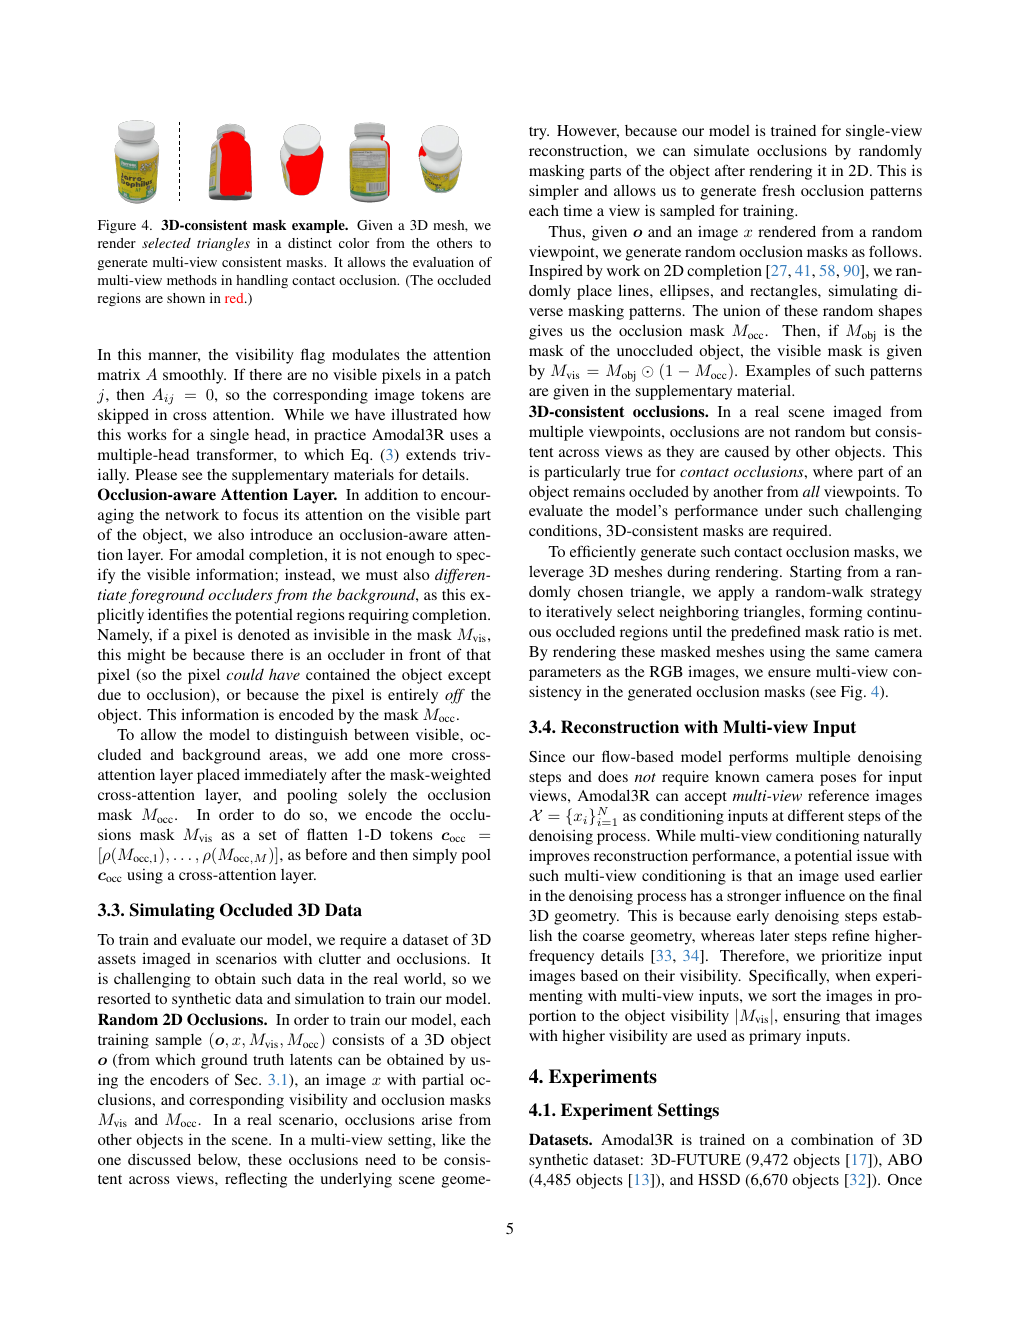 JARROW
Jarro-
Dophilus
Figure 4. 3D-consistent mask example. Given a 3D mesh, we
render selected triangles in a distinct color from the others to
generate multi-view consistent masks. It allows the evaluation of
multi-view methods in handling contact occlusion. (The occluded
regions are shown in red.)
In this manner, the visibility flag modulates the attention
matrix A smoothly. If there are no visible pixels in a patch
j, then A_ij = 0, so the corresponding image tokens are
skipped in cross attention. While we have illustrated how
this works for a single head, in practice Amodal3R uses a
multiple-head transformer, to which Eq. (3) extends triv-
ially. Please see the supplementary materials for details.
Occlusion-aware Attention Layer. In addition to encour-
aging the network to focus its attention on the visible part
of the object, we also introduce an occlusion-aware atten-
tion layer. For amodal completion, it is not enough to spec-
ify the visible information; instead, we must also differen-
tiate foreground occluders from the background, as this ex-
plicitly identifies the potential regions requiring completion.
Namely, if a pixel is denoted as invisible in the mask M_vis,
this might be because there is an occluder in front of that
pixel (so the pixel could have contained the object except
due to occlusion), or because the pixel is entirely off the
object. This information is encoded by the mask M_occ.
To allow the model to distinguish between visible, oc-
cluded and background areas, we add one more cross-
attention layer placed immediately after the mask-weighted
cross-attention layer, and pooling solely the occlusion
mask M_occ. In order to do so, we encode the occlu-
sions mask M_vis as a set of flatten 1-D tokens c_occ =
[ρ(M_occ,1), . . . , ρ(M_occ,M)], as before and then simply pool
c_occ using a cross-attention layer.
3.3. Simulating Occluded 3D Data
To train and evaluate our model, we require a dataset of 3D
assets imaged in scenarios with clutter and occlusions. It
is challenging to obtain such data in the real world, so we
resorted to synthetic data and simulation to train our model.
Random 2D Occlusions. In order to train our model, each
training sample (o, x, M_vis, M_occ) consists of a 3D object
o (from which ground truth latents can be obtained by us-
ing the encoders of Sec. 3.1), an image x with partial oc-
clusions, and corresponding visibility and occlusion masks
M_vis and M_occ. In a real scenario, occlusions arise from
other objects in the scene. In a multi-view setting, like the
one discussed below, these occlusions need to be consis-
tent across views, reflecting the underlying scene geome-
try. However, because our model is trained for single-view
reconstruction, we can simulate occlusions by randomly
masking parts of the object after rendering it in 2D. This is
simpler and allows us to generate fresh occlusion patterns
each time a view is sampled for training.
Thus, given o and an image x rendered from a random
viewpoint, we generate random occlusion masks as follows.
Inspired by work on 2D completion [27, 41, 58, 90], we ran-
domly place lines, ellipses, and rectangles, simulating di-
verse masking patterns. The union of these random shapes
gives us the occlusion mask M_occ. Then, if M_obj is the
mask of the unoccluded object, the visible mask is given
by M_vis = M_obj ⊙ (1 − M_occ). Examples of such patterns
are given in the supplementary material.
3D-consistent occlusions. In a real scene imaged from
multiple viewpoints, occlusions are not random but consis-
tent across views as they are caused by other objects. This
is particularly true for contact occlusions, where part of an
object remains occluded by another from all viewpoints. To
evaluate the model's performance under such challenging
conditions, 3D-consistent masks are required.
To efficiently generate such contact occlusion masks, we
leverage 3D meshes during rendering. Starting from a ran-
domly chosen triangle, we apply a random-walk strategy
to iteratively select neighboring triangles, forming continu-
ous occluded regions until the predefined mask ratio is met.
By rendering these masked meshes using the same camera
parameters as the RGB images, we ensure multi-view con-
sistency in the generated occlusion masks (see Fig. 4).
3.4. Reconstruction with Multi-view Input
Since our flow-based model performs multiple denoising
steps and does not require known camera poses for input
views, Amodal3R can accept multi-view reference images
𝒳 = {x_i}_{i=1}^N as conditioning inputs at different steps of the
denoising process. While multi-view conditioning naturally
improves reconstruction performance, a potential issue with
such multi-view conditioning is that an image used earlier
in the denoising process has a stronger influence on the final
3D geometry. This is because early denoising steps estab-
lish the coarse geometry, whereas later steps refine higher-
frequency details [33, 34]. Therefore, we prioritize input
images based on their visibility. Specifically, when experi-
menting with multi-view inputs, we sort the images in pro-
portion to the object visibility |M_vis|, ensuring that images
with higher visibility are used as primary inputs.
4. Experiments
4.1. Experiment Settings
Datasets. Amodal3R is trained on a combination of 3D
synthetic dataset: 3D-FUTURE (9,472 objects [17]), ABO
(4,485 objects [13]), and HSSD (6,670 objects [32]). Once
5